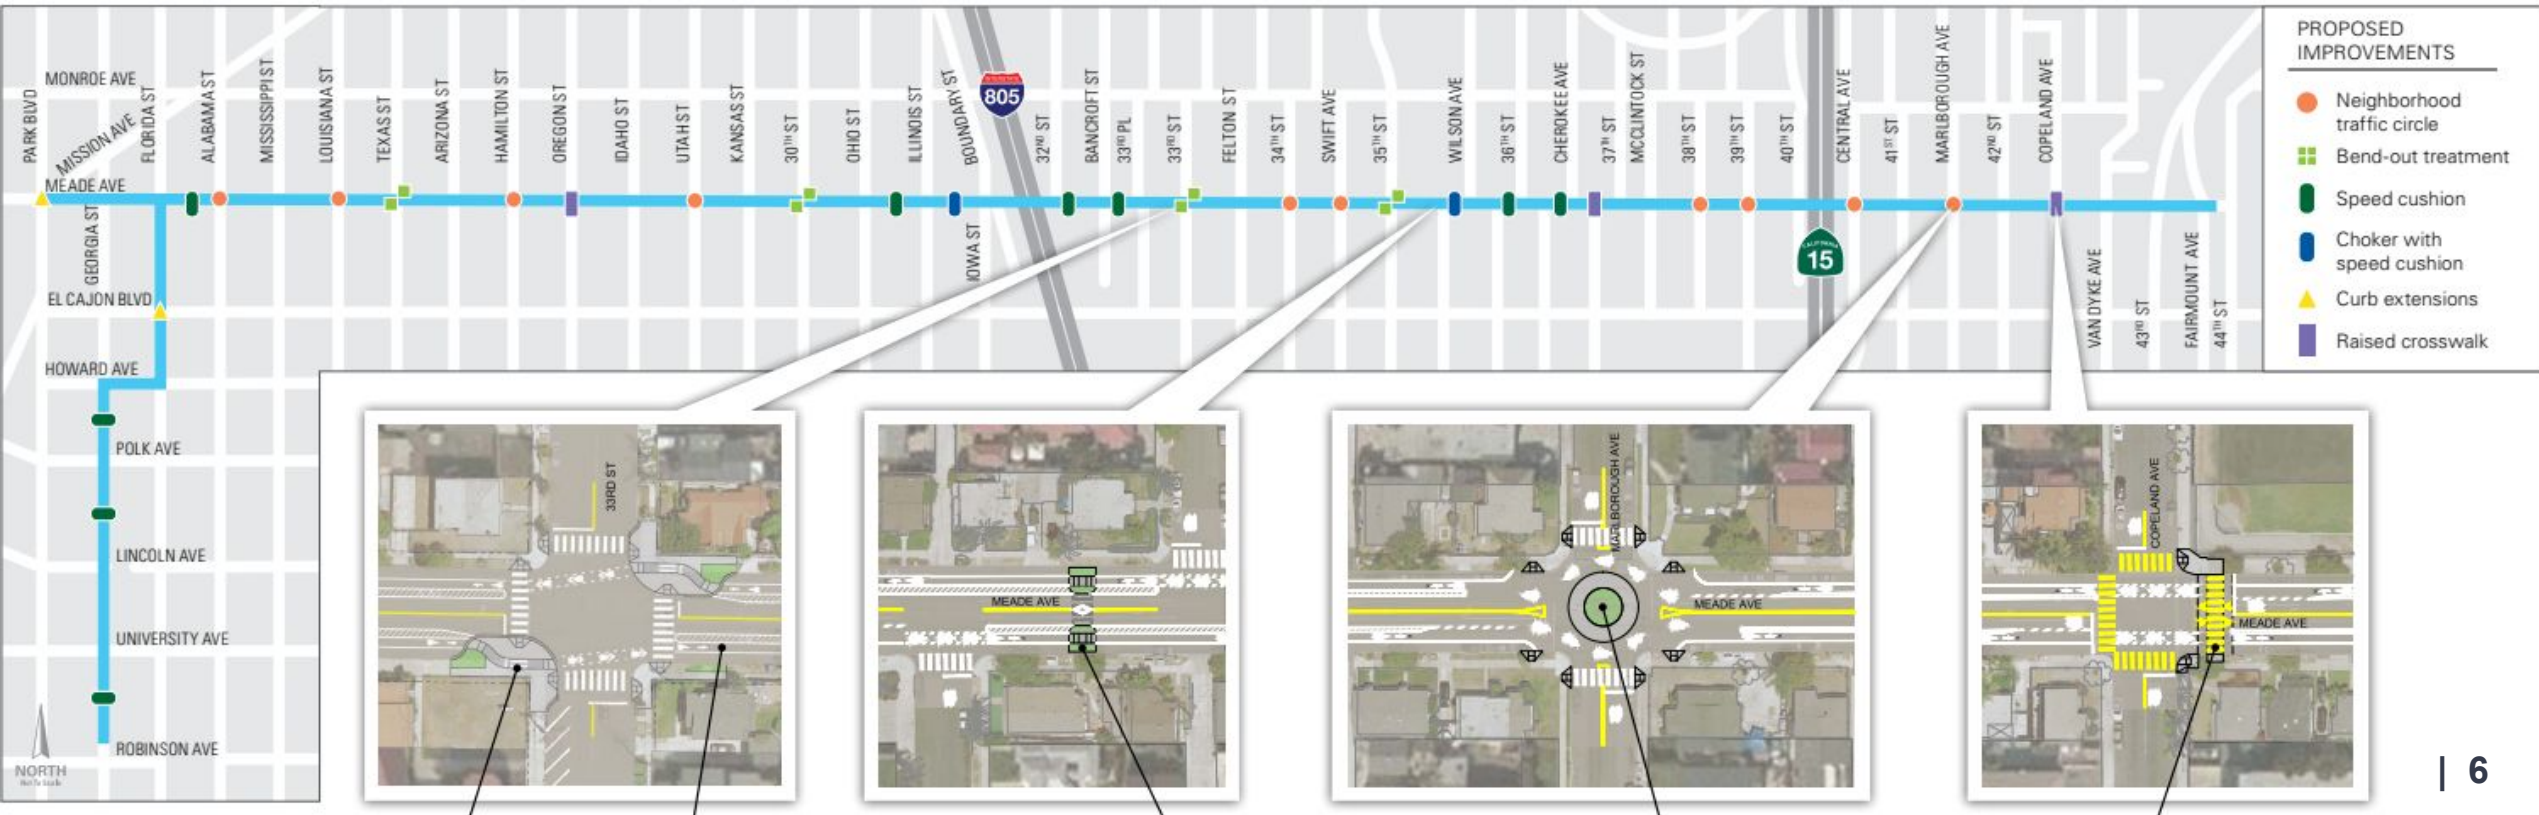 MONROE AVE
PARK BLVD
MISSION AVE
FLORIDA ST
ALABAMA ST
MISSISSIPPI ST
LOUISIANA ST
TEXAS ST
ARIZONA ST
HAMILTON ST
OREGON ST
IDAHO ST
UTAH ST
KANSAS ST
30TH ST
OHIO ST
ILLINOIS ST
BOUNDARY ST
805
32ND ST
BANCROFT ST
33RD PL
33RD ST
FELTON ST
34TH ST
SWIFT AVE
35TH ST
WILSON AVE
36TH ST
CHEROKEE AVE
37TH ST
MCCLINTOCK ST
38TH ST
39TH ST
40TH ST
CENTRAL AVE
41ST ST
MARLBOROUGH AVE
42ND ST
COPELAND AVE
MEADE AVE
GEORGIA ST
IOWA ST
CALIFORNIA
15
VAN DYKE AVE
43RD ST
FAIRMOUNT AVE
44TH ST
EL CAJON BLVD
HOWARD AVE
POLK AVE
LINCOLN AVE
UNIVERSITY AVE
ROBINSON AVE
NORTH
Not To Scale
PROPOSED
IMPROVEMENTS
Neighborhood
traffic circle
Bend-out treatment
Speed cushion
Choker with
speed cushion
Curb extensions
Raised crosswalk
33RD ST
MEADE AVE
MARLBOROUGH AVE
MEADE AVE
COPELAND AVE
MEADE AVE
| 6